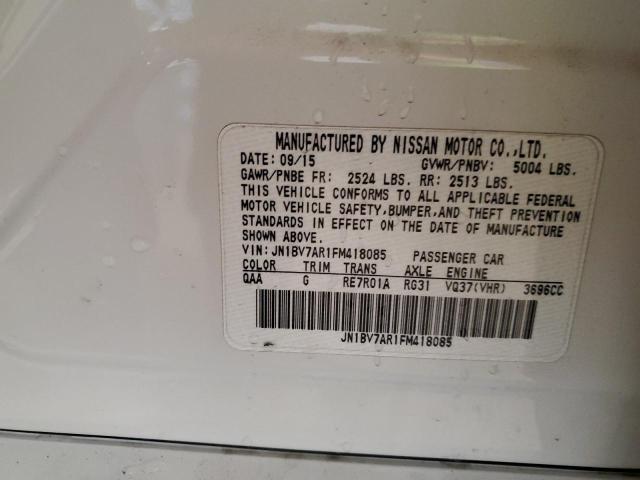 MANUFACTURED BY NISSAN MOTOR CO.,LTD.
DATE: 09/15 GVWR/PNBV: 5004 LBS.
GAWR/PNBE FR: 2524 LBS. RR: 2513 LBS.
THIS VEHICLE CONFORMS TO ALL APPLICABLE FEDERAL
MOTOR VEHICLE SAFETY,BUMPER,AND THEFT PREVENTION
STANDARDS IN EFFECT ON THE DATE OF MANUFACTURE
SHOWN ABOVE.
VIN: JN1BV7AR1FM418085 PASSENGER CAR
COLOR TRIM TRANS AXLE ENGINE
QAA G RE7R01A RG31 VQ37(VHR) 3696CC
JN1BV7AR1FM418085